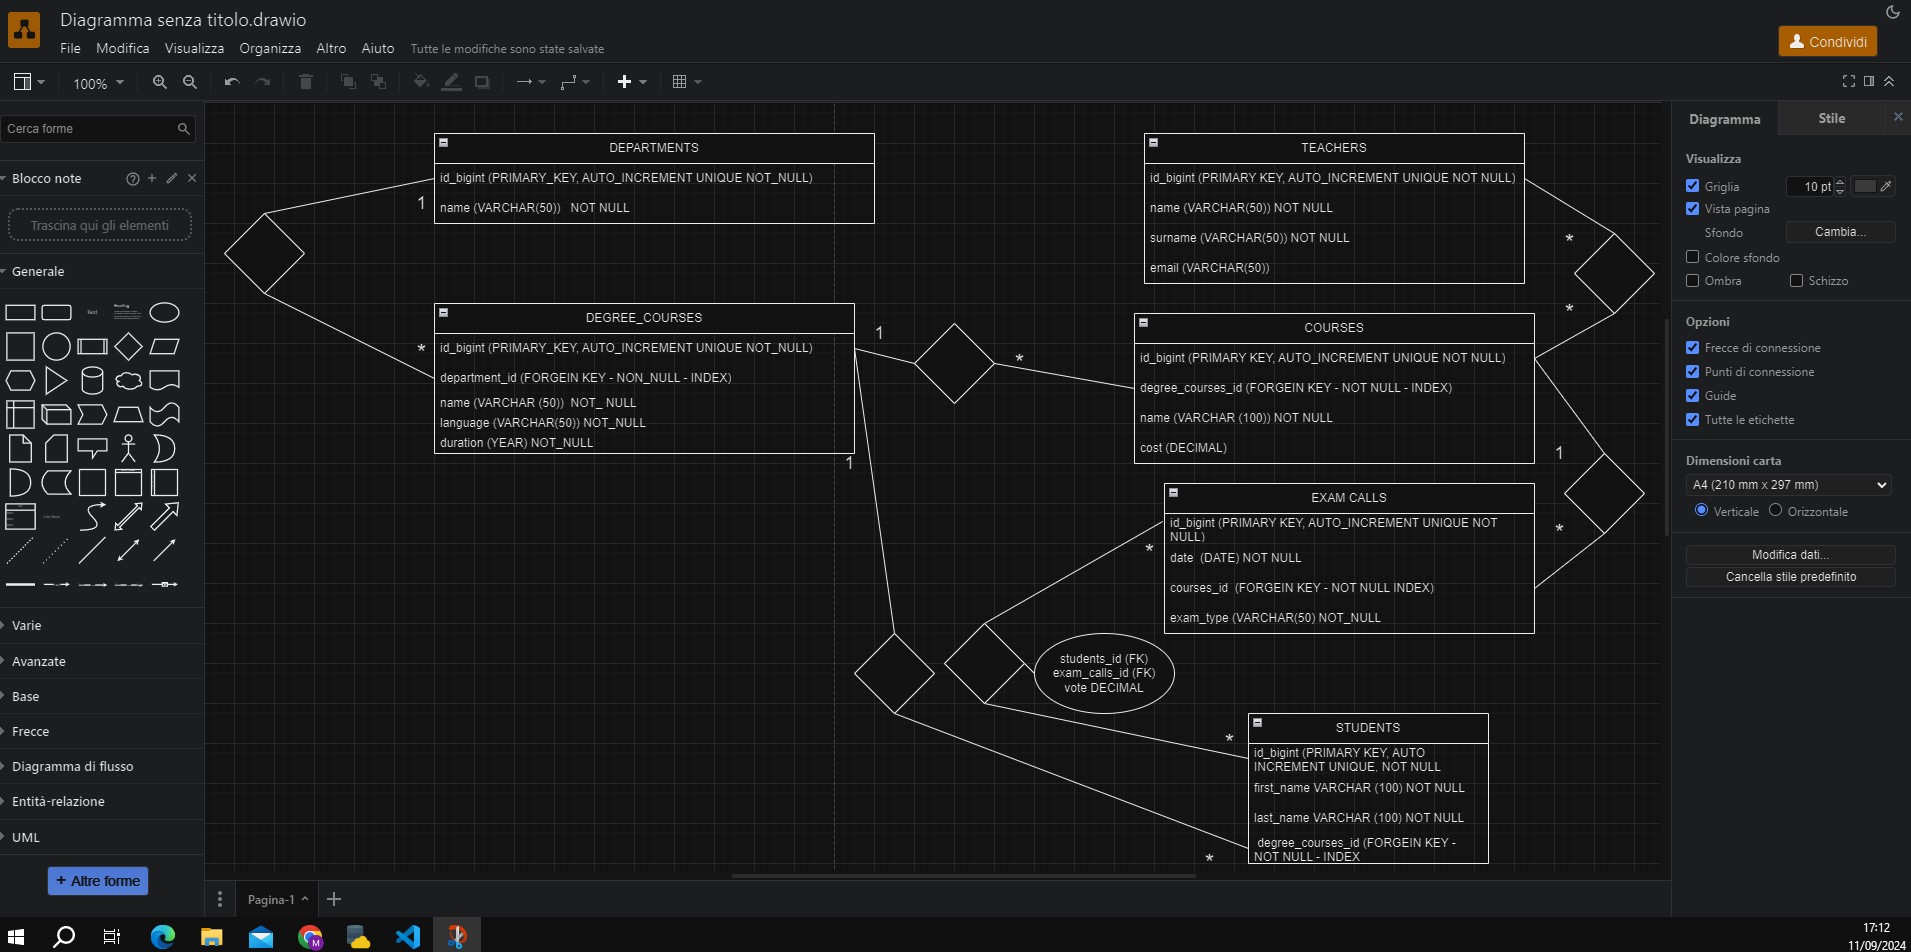 Diagramma senza titolo.drawio
File Modifica Visualizza Organizza Altro Aiuto Tutte le modifiche sono state salvate
Condividi
100%
Cerca forme
Blocco note
Trascina qui gli elementi
Generale
Text
Heading
List Item
Varie
Avanzate
Base
Frecce
Diagramma di flusso
Entità-relazione
UML
+ Altre forme
DEPARTMENTS
id_bigint (PRIMARY_KEY, AUTO_INCREMENT UNIQUE NOT_NULL)
name (VARCHAR(50)) NOT NULL
1
*
DEGREE_COURSES
id_bigint (PRIMARY_KEY, AUTO_INCREMENT UNIQUE NOT_NULL)
department_id (FORGEIN KEY - NON_NULL - INDEX)
name (VARCHAR (50)) NOT_ NULL
language (VARCHAR(50)) NOT_NULL
duration (YEAR) NOT_NULL
1
*
1
TEACHERS
id_bigint (PRIMARY KEY, AUTO_INCREMENT UNIQUE NOT NULL)
name (VARCHAR(50)) NOT NULL
surname (VARCHAR(50)) NOT NULL
email (VARCHAR(50))
*
*
COURSES
id_bigint (PRIMARY KEY, AUTO_INCREMENT UNIQUE NOT NULL)
degree_courses_id (FORGEIN KEY - NOT NULL - INDEX)
name (VARCHAR (100)) NOT NULL
cost (DECIMAL)
1
*
EXAM CALLS
id_bigint (PRIMARY KEY, AUTO_INCREMENT UNIQUE NOT
NULL)
date (DATE) NOT NULL
courses_id (FORGEIN KEY - NOT NULL INDEX)
exam_type (VARCHAR(50) NOT_NULL
*
students_id (FK)
exam_calls_id (FK)
vote DECIMAL
*
STUDENTS
id_bigint (PRIMARY KEY, AUTO
INCREMENT UNIQUE, NOT NULL
first_name VARCHAR (100) NOT NULL
last_name VARCHAR (100) NOT NULL
degree_courses_id (FORGEIN KEY -
NOT NULL - INDEX
*
Diagramma Stile
Visualizza
Griglia 10 pt
Vista pagina
Sfondo Cambia...
Colore sfondo
Ombra Schizzo
Opzioni
Frecce di connessione
Punti di connessione
Guide
Tutte le etichette
Dimensioni carta
A4 (210 mm x 297 mm)
Verticale Orizzontale
Modifica dati...
Cancella stile predefinito
Pagina-1
M
17:12
11/09/2024